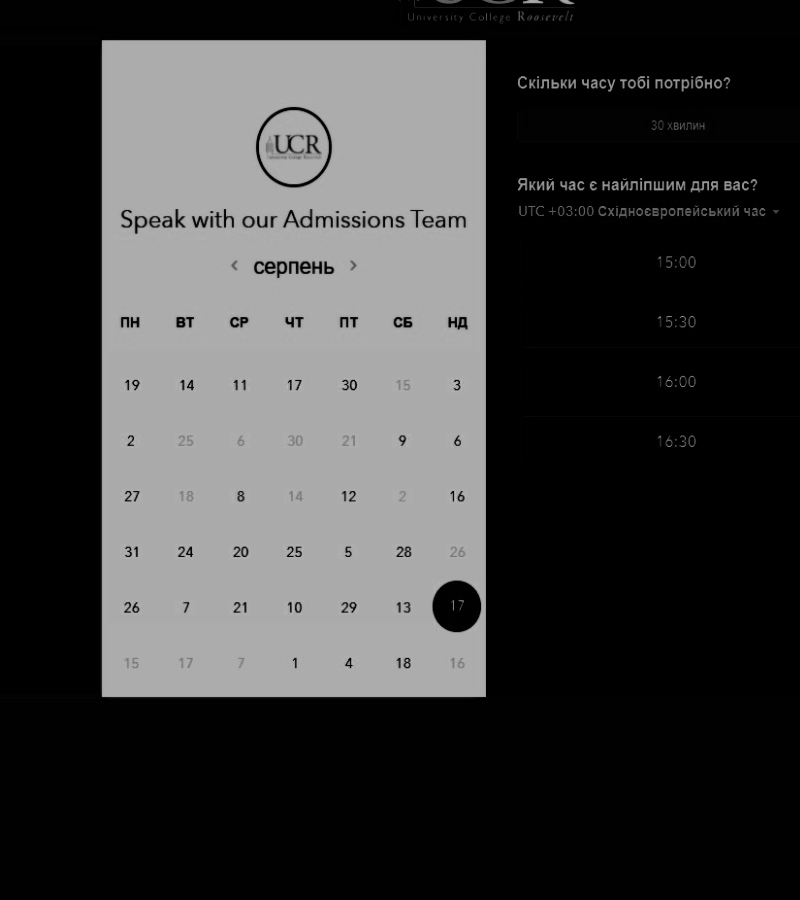 University College Roosevelt
UCR
Speak with our Admissions Team
‹ серпень ›
ПН ВТ СР ЧТ ПТ СБ НД
19 14 11 17 30 15 3
2 25 6 30 21 9 6
27 18 8 14 12 2 16
31 24 20 25 5 28 26
26 7 21 10 29 13 17
15 17 7 1 4 18 16
Скільки часу тобі потрібно?
30 хвилин
Який час є найліпшим для вас?
UTC +03:00 Східноєвропейський час
15:00
15:30
16:00
16:30